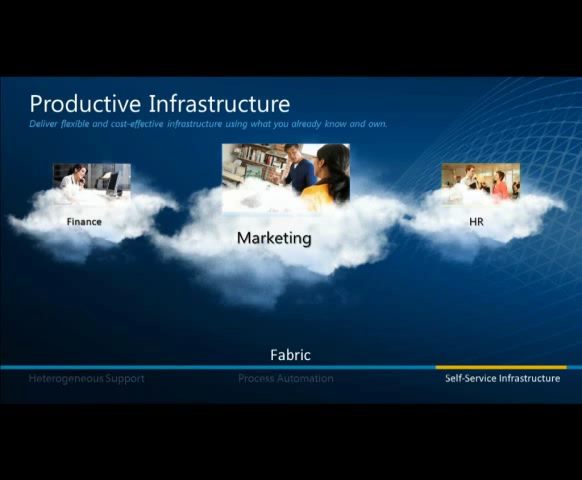 Productive Infrastructure
Deliver flexible and cost-effective infrastructure using what you already know and own.
Finance
Marketing
HR
Fabric
Heterogeneous Support
Process Automation
Self-Service Infrastructure